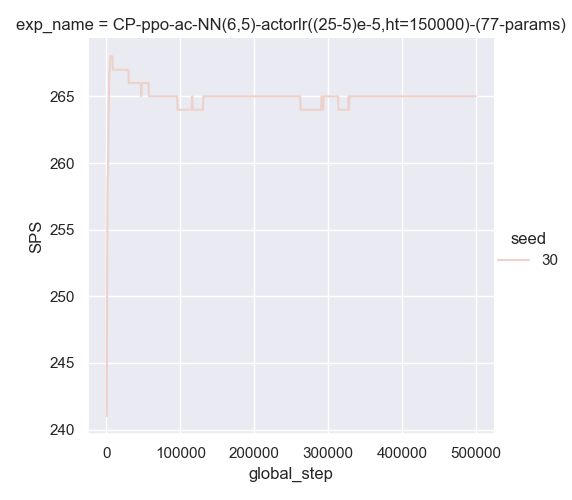 exp_name = CP-ppo-ac-NN(6,5)-actorlr((25-5)e-5,ht=150000)-(77-params)
265
260
255
250
245
240
SPS
seed
30
0 100000 200000 300000 400000 500000
global_step